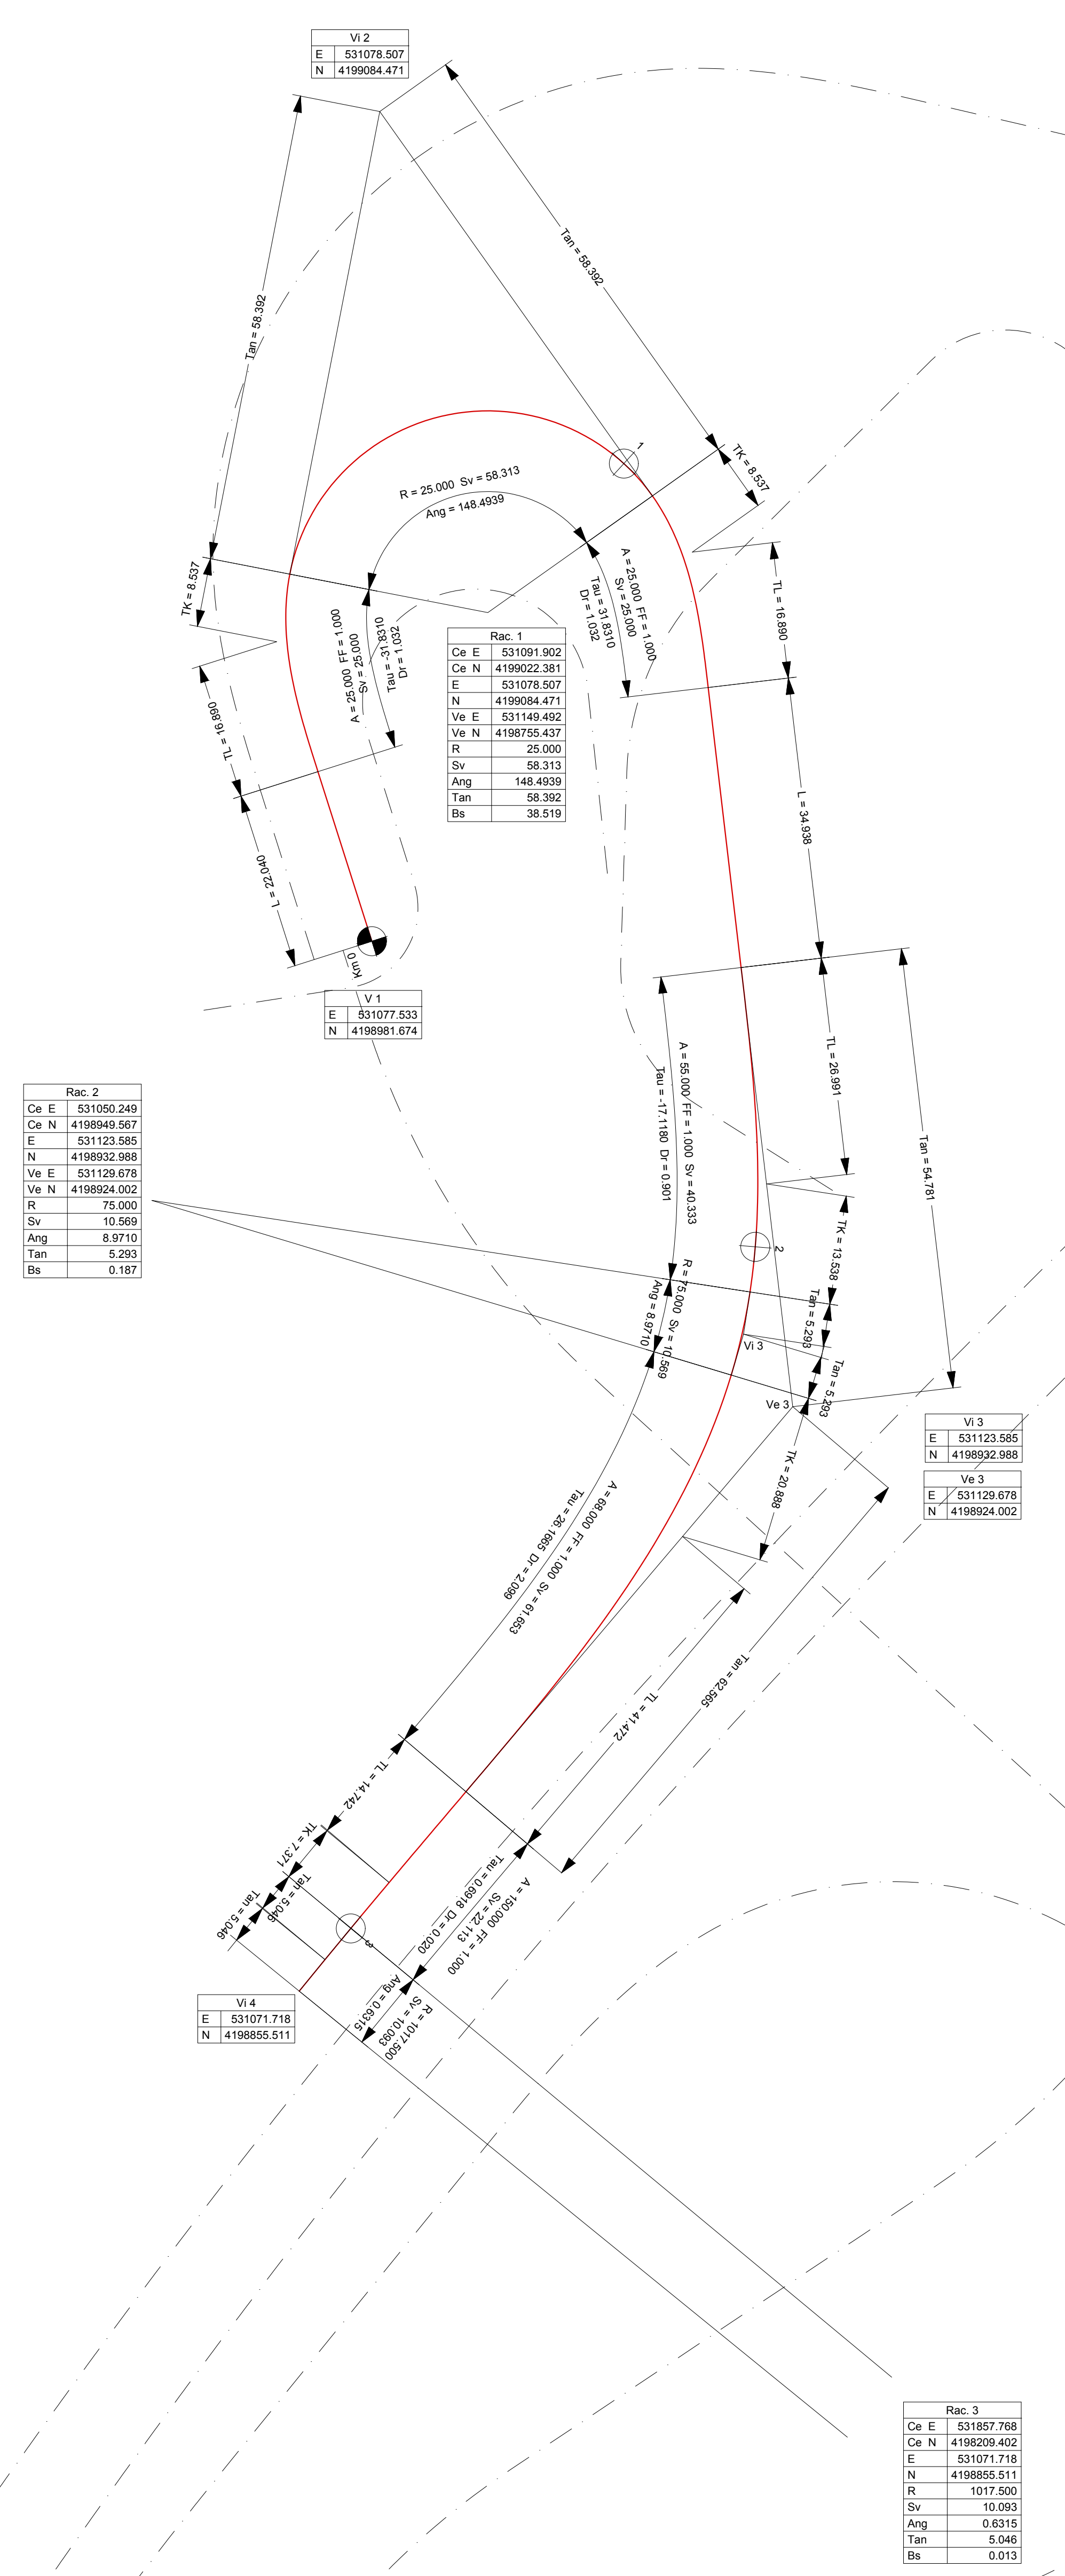 Vi 2
E 531078.507
N 4199084.471
Tan = 58.392
Tan = 58.392
1
TK = 8.537
R = 25.000 Sv = 58.313
Ang = 148.4939
TK = 8.537
A = 25.000 FF = 1.000
Sv = 25.000
Tau = 31.8310
Dr = 1.032
TL = 16.890
A = 25.000 FF = 1.000
Sv = 25.000
Tau = -31.8310
Dr = 1.032
Rac. 1
Ce E 531091.902
Ce N 4199022.381
E 531078.507
N 4199084.471
Ve E 531149.492
Ve N 4198755.437
R 25.000
Sv 58.313
Ang 148.4939
Tan 58.392
Bs 38.519
TL = 16.890
L = 34.938
L = 22.040
Km 0
V 1
E 531077.533
N 4198981.674
TL = 26.991
A = 55.000 FF = 1.000 Sv = 40.333
Tau = -17.1180 Dr = 0.901
Tan = 54.781
Rac. 2
Ce E 531050.249
Ce N 4198949.567
E 531123.585
N 4198932.988
Ve E 531129.678
Ve N 4198924.002
R 75.000
Sv 10.569
Ang 8.9710
Tan 5.293
Bs 0.187
TK = 13.538
2
R = 75.000 Sv = 10.569
Ang = 8.9710
Tan = 5.293
Vi 3
Tan = 5.293
Ve 3
Vi 3
E 531123.585
N 4198932.988
Ve 3
E 531129.678
N 4198924.002
TK = 20.888
A = 68.000 FF = 1.000 Sv = 61.653
Tau = 26.1665 Dr = 2.099
Tan = 62.565
TL = 41.472
TL = 14.742
TK = 7.371
Tan = 5.046
Tan = 5.046
3
Tau = 0.6918 Dr = 0.020
Sv = 22.113
A = 150.000 FF = 1.000
Ang = 0.6315
Sv = 10.093
R = 1017.500
Vi 4
E 531071.718
N 4198855.511
Rac. 3
Ce E 531857.768
Ce N 4198209.402
E 531071.718
N 4198855.511
R 1017.500
Sv 10.093
Ang 0.6315
Tan 5.046
Bs 0.013